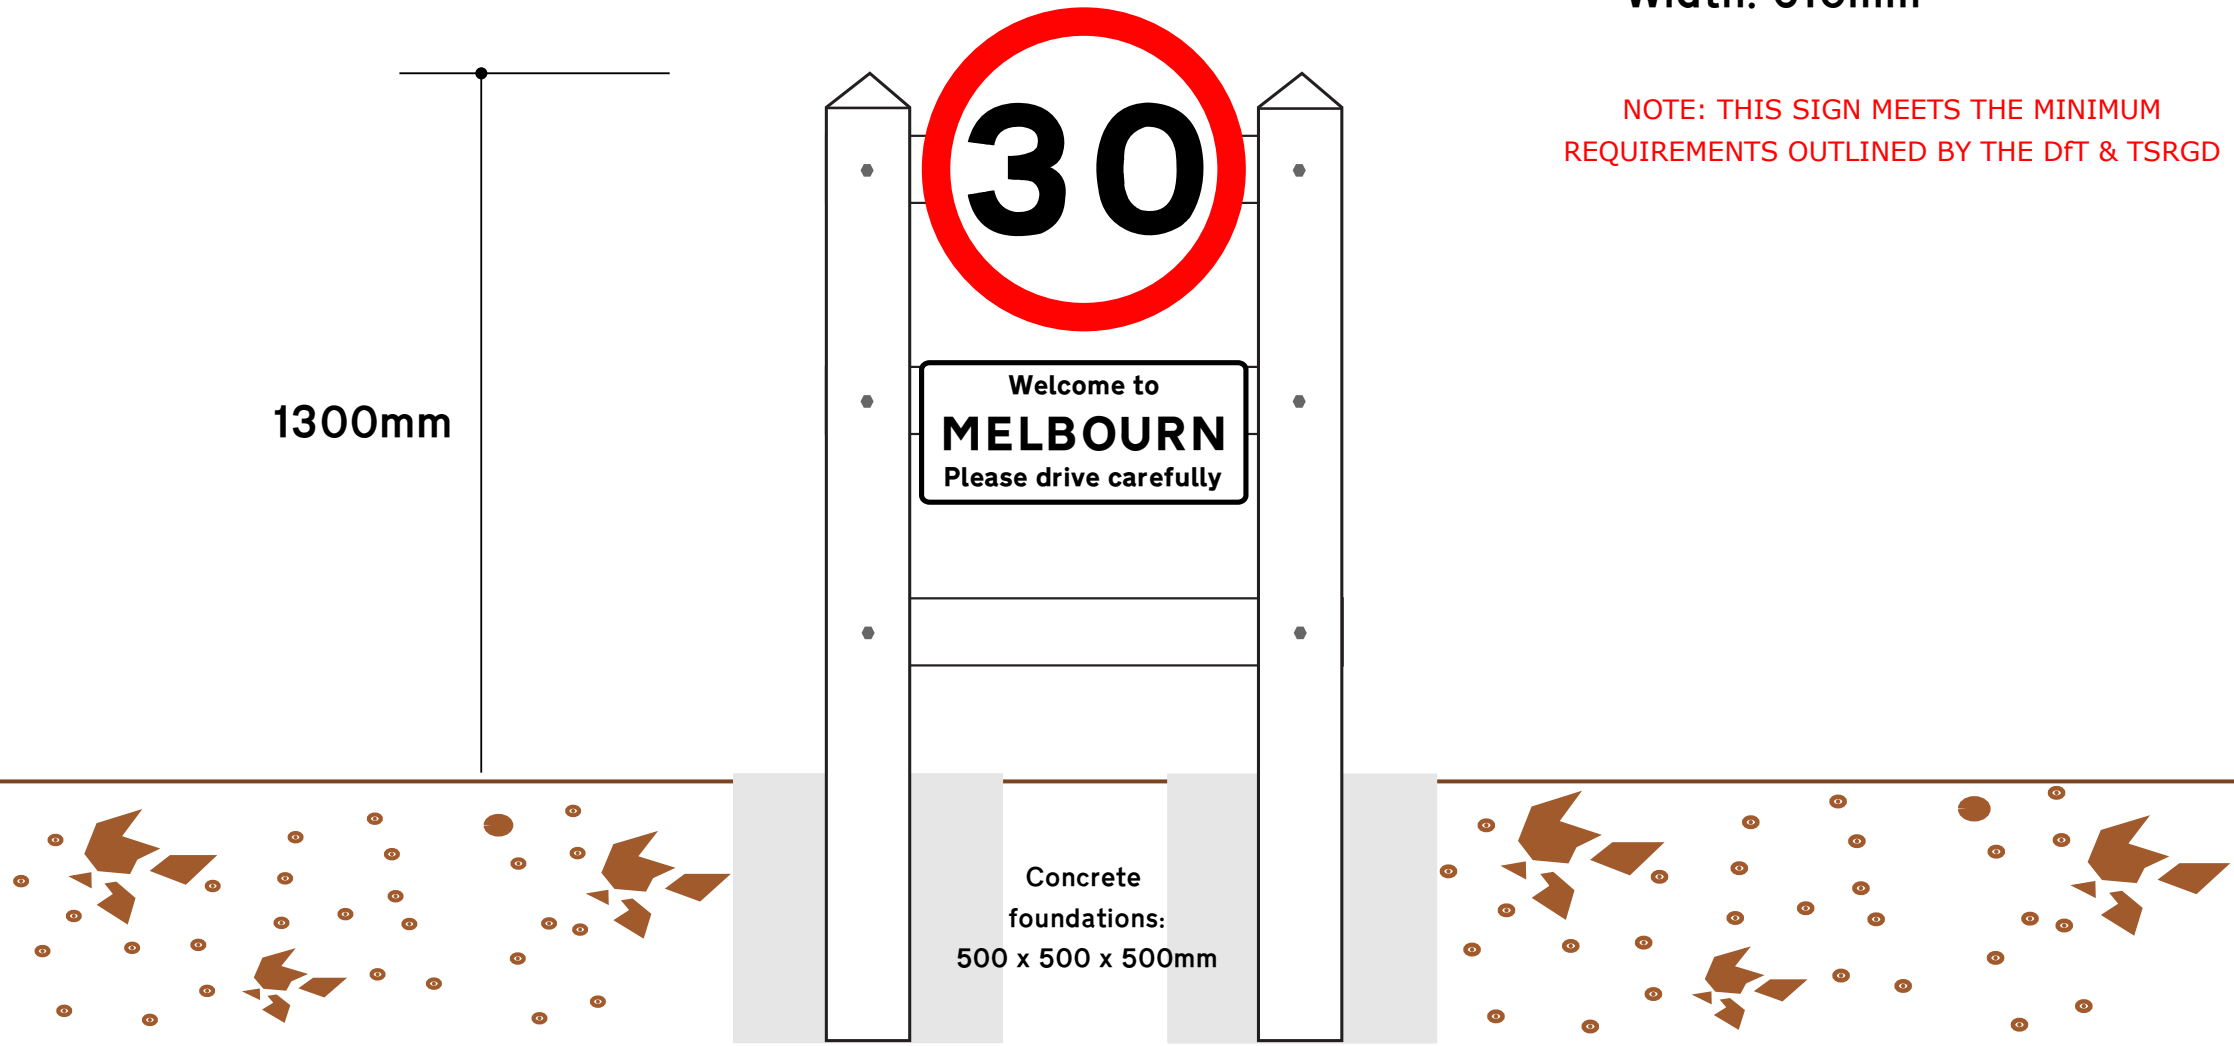 NOTE: THIS SIGN MEETS THE MINIMUM
REQUIREMENTS OUTLINED BY THE DfT & TSRGD
30
1300mm
Welcome to
MELBOURN
Please drive carefully
Concrete
foundations:
500 x 500 x 500mm